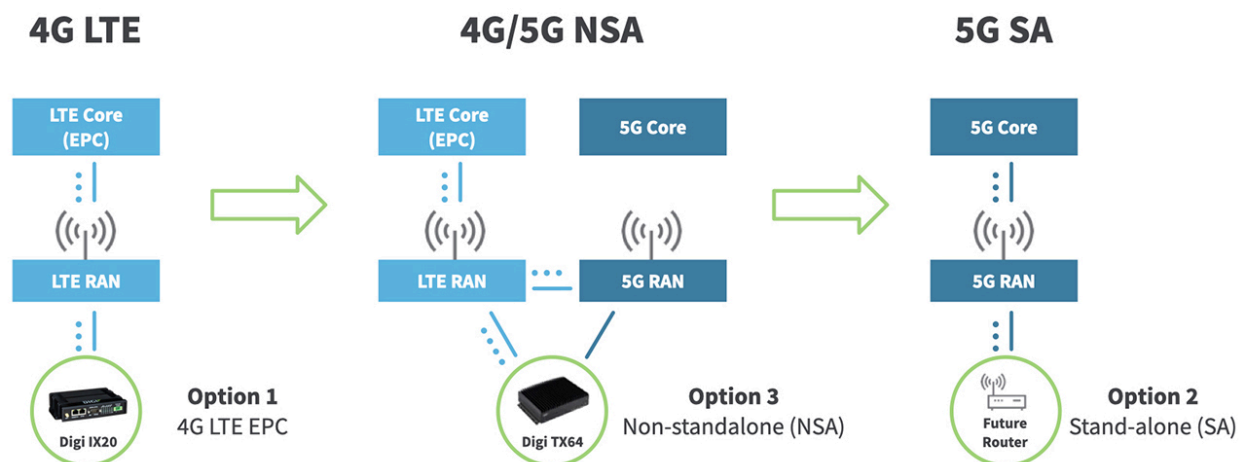 4G LTE
4G/5G NSA
5G SA
LTE Core
(EPC)
LTE Core
(EPC)
5G Core
5G Core
LTE RAN
LTE RAN
5G RAN
5G RAN
Digi IX20
Option 1
4G LTE EPC
Digi TX64
Option 3
Non-standalone (NSA)
Future
Router
Option 2
Stand-alone (SA)